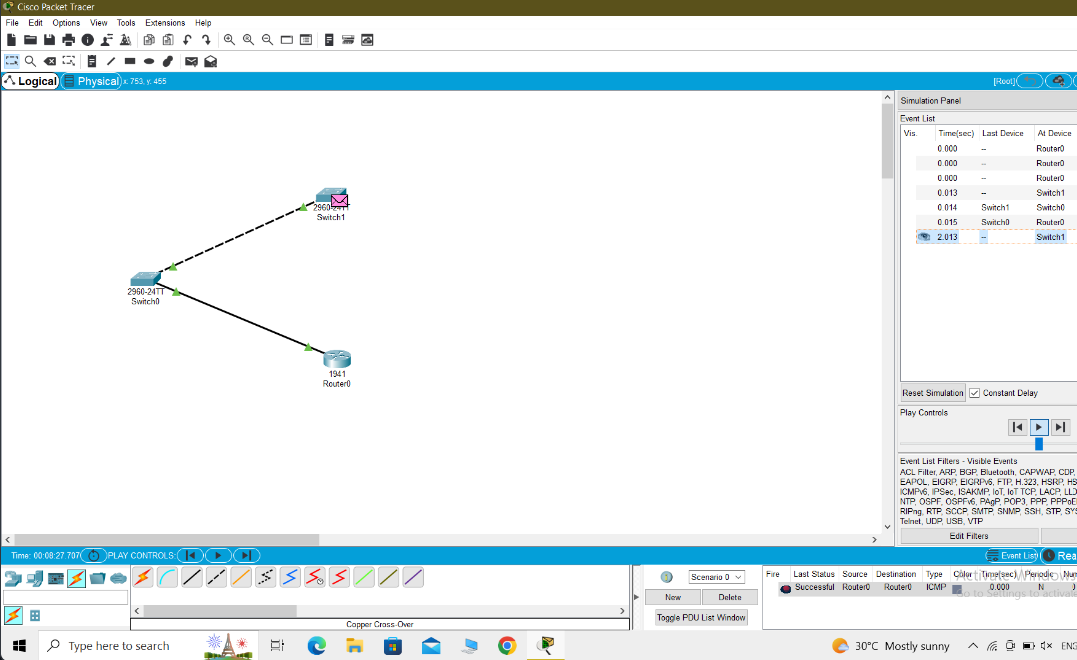 Cisco Packet Tracer
File Edit Options View Tools Extensions Help
Logical Physical x: 753, y: 455 [Root]
Simulation Panel
Event List
Vis. Time(sec) Last Device At Device
0.000 -- Router0
0.000 -- Router0
0.000 -- Router0
0.013 -- Switch1
0.014 Switch1 Switch0
0.015 Switch0 Router0
2.013 -- Switch1
2960-24TT
Switch1
2960-24TT
Switch0
1941
Router0
Reset Simulation Constant Delay
Play Controls
Event List Filters - Visible Events
ACL Filter, ARP, BGP, Bluetooth, CAPWAP, CDP,
EAPOL, EIGRP, EIGRPv6, FTP, H.323, HSRP, HS
ICMPv6, IPSec, ISAKMP, IoT, IoT TCP, LACP, LLD
NTP, OSPF, OSPFv6, PAgP, POP3, PPP, PPPoE
RIPng, RTP, SCCP, SMTP, SNMP, SSH, STP, SYS
Telnet, UDP, USB, VTP
Edit Filters
Time: 00:08:27.707 PLAY CONTROLS: Event List Rea
Scenario 0
New Delete
Toggle PDU List Window
Fire Last Status Source Destination Type Color Time(sec) Periodic Num
Successful Router0 Router0 ICMP 0.000 N
Activate Windows
Go to Settings to activa
Copper Cross-Over
Type here to search
30°C Mostly sunny
ENG